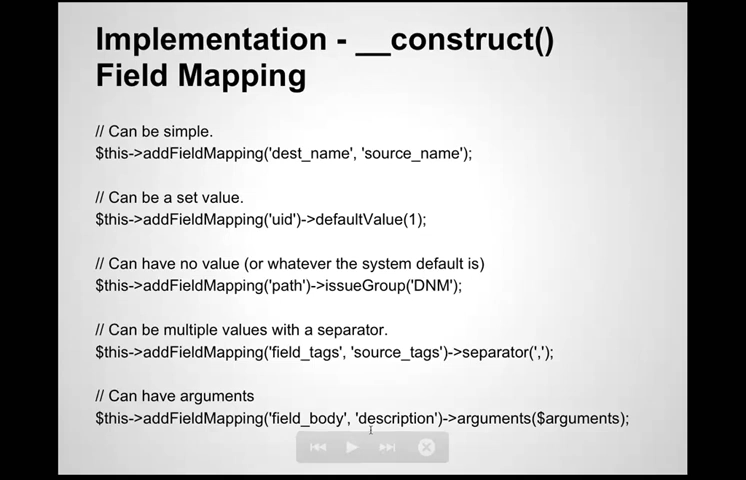 Implementation - __construct()
Field Mapping
// Can be simple.
$this->addFieldMapping('dest_name', 'source_name');
// Can be a set value.
$this->addFieldMapping('uid')->defaultValue(1);
// Can have no value (or whatever the system default is)
$this->addFieldMapping('path')->issueGroup('DNM');
// Can be multiple values with a separator.
$this->addFieldMapping('field_tags', 'source_tags')->separator(',');
// Can have arguments
$this->addFieldMapping('field_body', 'description')->arguments($arguments);